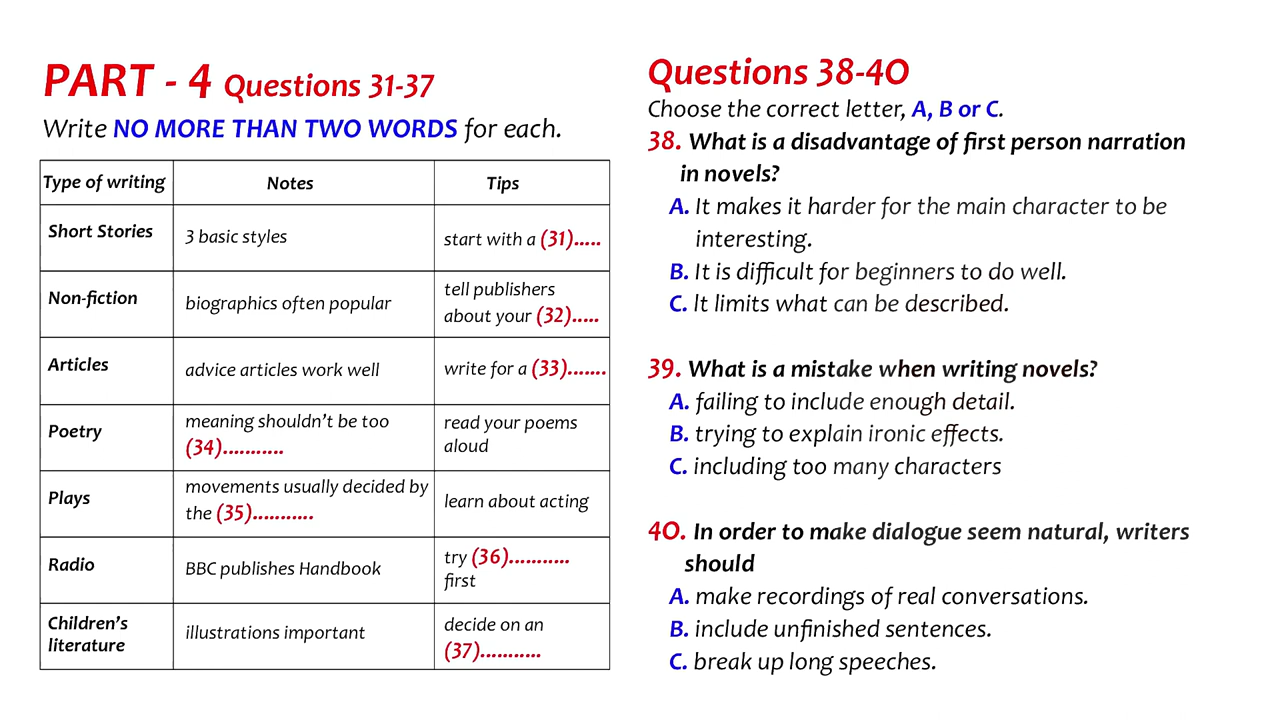 PART - 4 Questions 31-37
Write NO MORE THAN TWO WORDS for each.
Type of writing Notes Tips
Short Stories 3 basic styles start with a (31).....
Non-fiction biographics often popular tell publishers
about your (32).....
Articles advice articles work well write for a (33).......
Poetry meaning shouldn't be too
(34)........... read your poems
aloud
Plays movements usually decided by
the (35)........... learn about acting
Radio BBC publishes Handbook try (36)...........
first
Children's
literature illustrations important decide on an
(37)...........
Questions 38-40
Choose the correct letter, A, B or C.
38. What is a disadvantage of first person narration
in novels?
A. It makes it harder for the main character to be
interesting.
B. It is difficult for beginners to do well.
C. It limits what can be described.
39. What is a mistake when writing novels?
A. failing to include enough detail.
B. trying to explain ironic effects.
C. including too many characters
40. In order to make dialogue seem natural, writers
should
A. make recordings of real conversations.
B. include unfinished sentences.
C. break up long speeches.